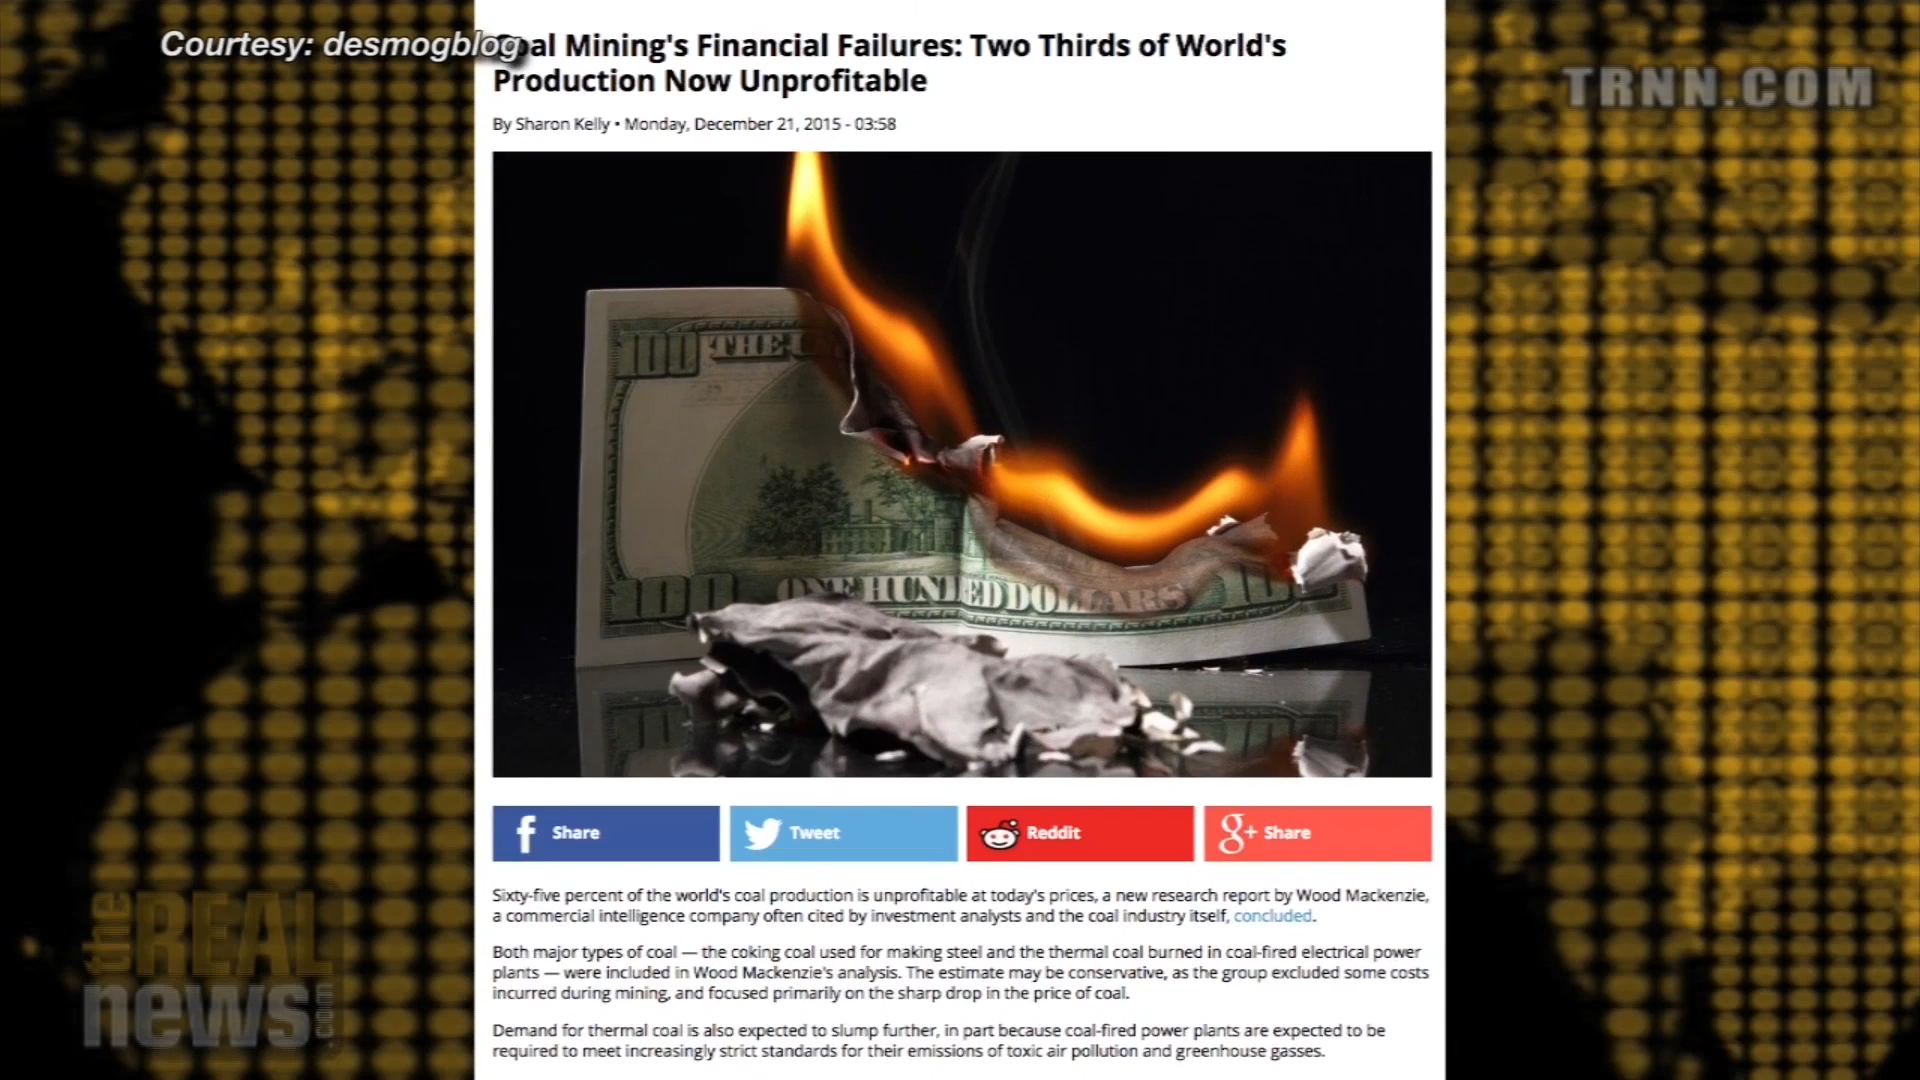 Courtesy: desmogblog
TRNN.COM
Mining's Financial Failures: Two Thirds of World's
Production Now Unprofitable
By Sharon Kelly • Monday, December 21, 2015 - 03:58
100 THE
100 ONE HUNDRED DOLLARS
Share
Tweet
Reddit
g+ Share
Sixty-five percent of the world's coal production is unprofitable at today's prices, a new research report by Wood Mackenzie,
a commercial intelligence company often cited by investment analysts and the coal industry itself, concluded.
Both major types of coal — the coking coal used for making steel and the thermal coal burned in coal-fired electrical power
plants — were included in Wood Mackenzie's analysis. The estimate may be conservative, as the group excluded some costs
incurred during mining, and focused primarily on the sharp drop in the price of coal.
Demand for thermal coal is also expected to slump further, in part because coal-fired power plants are expected to be
required to meet increasingly strict standards for their emissions of toxic air pollution and greenhouse gasses.
the REAL
news.com